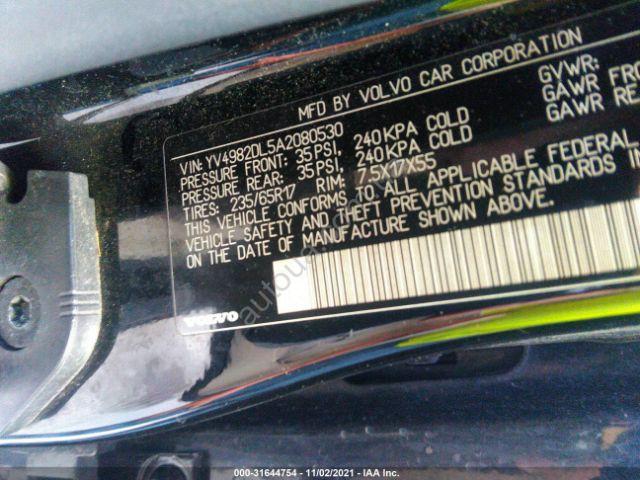 MFD BY VOLVO CAR CORPORATION
GVWR:
GAWR FRO
GAWR RE
VIN: YV4982DL5A2080530
PRESSURE FRONT: 35PSI, 240KPA COLD
PRESSURE REAR: 35PSI, 240KPA COLD
TIRES: 235/65R17 RIM: 7.5X17X55
THIS VEHICLE CONFORMS TO ALL APPLICABLE FEDERAL
VEHICLE SAFETY AND THEFT PREVENTION STANDARDS IN
ON THE DATE OF MANUFACTURE SHOWN ABOVE.
VOLVO
000-31644754 - 11/02/2021 - IAA Inc.